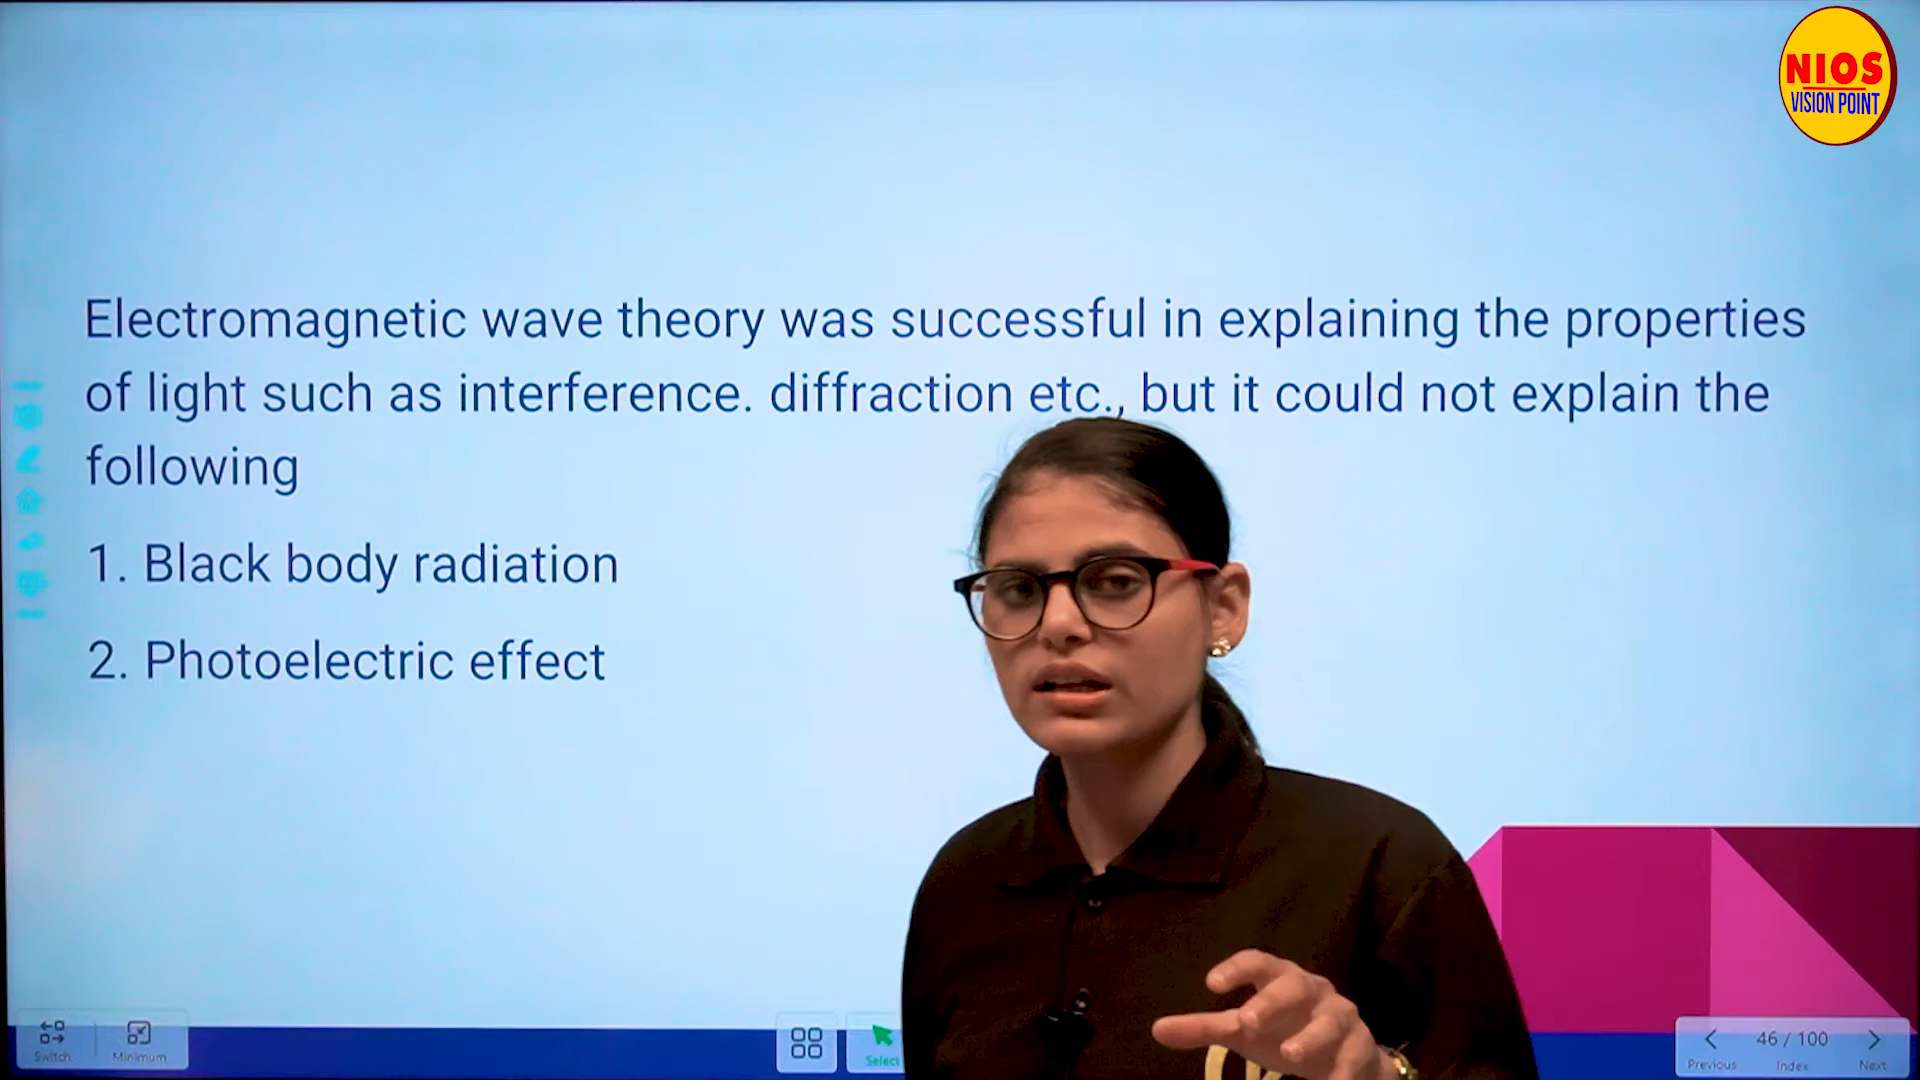 NIOS
VISION POINT
Electromagnetic wave theory was successful in explaining the properties
of light such as interference. diffraction etc., but it could not explain the
following
1. Black body radiation
2. Photoelectric effect
Switch
Minimum
Select
46 / 100
Previous
Index
Next